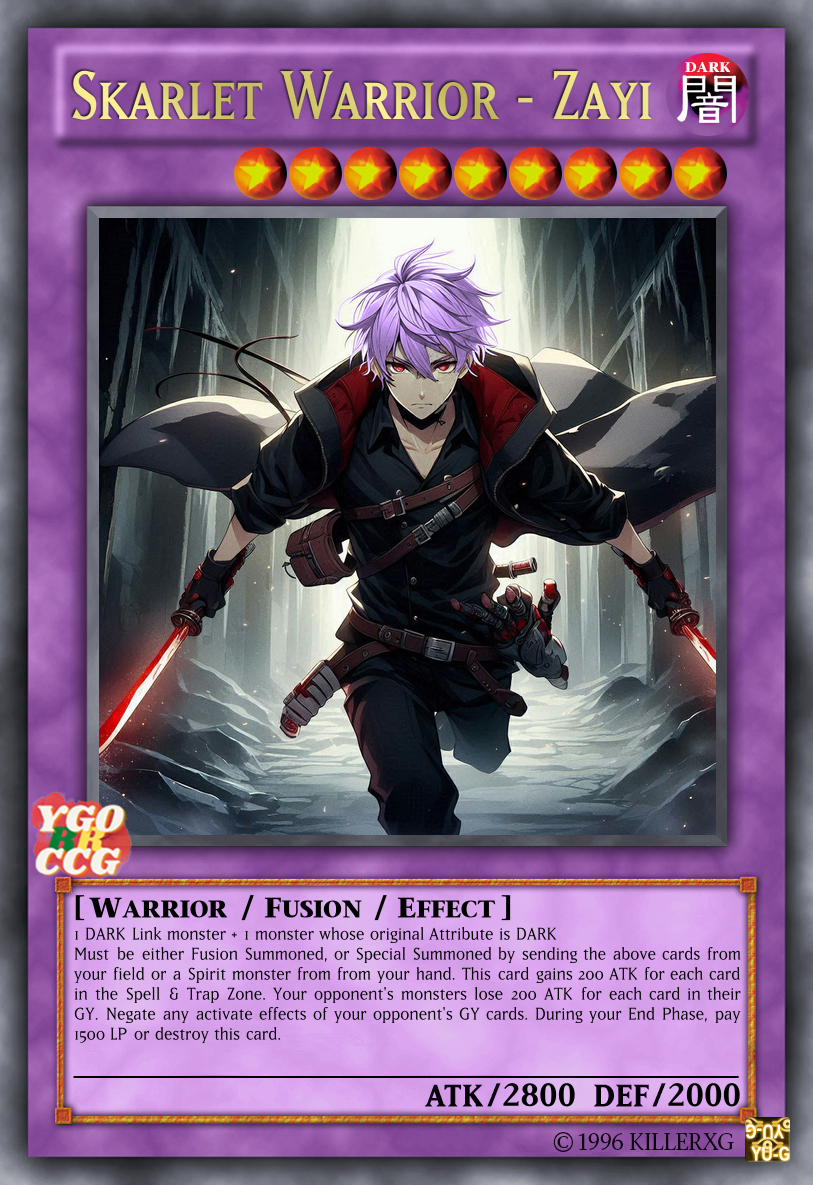 Skarlet Warrior - Zayi
DARK
闇
YGO
RR
CCG
[ Warrior / Fusion / Effect ]
1 DARK Link monster + 1 monster whose original Attribute is DARK
Must be either Fusion Summoned, or Special Summoned by sending the above cards from
your field or a Spirit monster from from your hand. This card gains 200 ATK for each card
in the Spell & Trap Zone. Your opponent's monsters lose 200 ATK for each card in their
GY. Negate any activate effects of your opponent's GY cards. During your End Phase, pay
1500 LP or destroy this card.
ATK/2800 DEF/2000
© 1996 KILLERXG